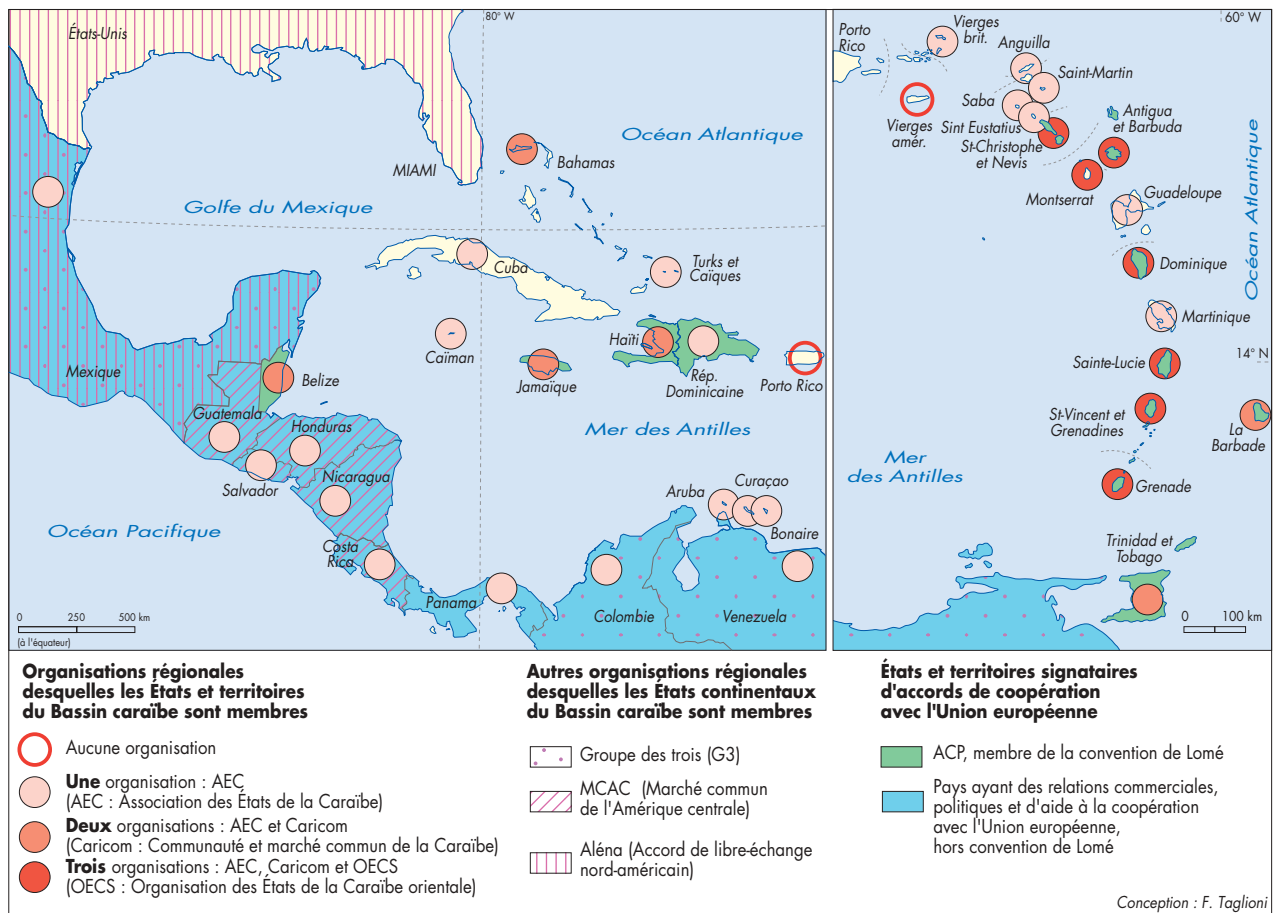 80° W
États-Unis
Océan Atlantique
MIAMI
Bahamas
Golfe du Mexique
Cuba
Turks et
Caïques
Caïman
Haïti
Jamaïque
Rép.
Dominicaine
Porto Rico
Mexique
Belize
Guatemala
Honduras
Mer des Antilles
Salvador
Nicaragua
Aruba
Curaçao
Bonaire
Océan Pacifique
Costa
Rica
Panama
Colombie
Venezuela
0 250 500 km
(à l'équateur)
60° W
Porto
Rico
Vierges
brit.
Anguilla
Saint-Martin
Saba
Vierges
amér.
Sint Eustatius
St-Christophe
et Nevis
Antigua
et Barbuda
Montserrat
Guadeloupe
Océan Atlantique
Dominique
Martinique
14° N
Sainte-Lucie
St-Vincent et
Grenadines
La
Barbade
Mer
des Antilles
Grenade
Trinidad et
Tobago
0 100 km
Organisations régionales
desquelles les États et territoires
du Bassin caraïbe sont membres
Aucune organisation
Une organisation : AEC
(AEC : Association des États de la Caraïbe)
Deux organisations : AEC et Caricom
(Caricom : Communauté et marché commun de la Caraïbe)
Trois organisations : AEC, Caricom et OECS
(OECS : Organisation des États de la Caraïbe orientale)
Autres organisations régionales
desquelles les États continentaux
du Bassin caraïbe sont membres
Groupe des trois (G3)
MCAC (Marché commun
de l'Amérique centrale)
Aléna (Accord de libre-échange
nord-américain)
États et territoires signataires
d'accords de coopération
avec l'Union européenne
ACP, membre de la convention de Lomé
Pays ayant des relations commerciales,
politiques et d'aide à la coopération
avec l'Union européenne,
hors convention de Lomé
Conception : F. Taglioni